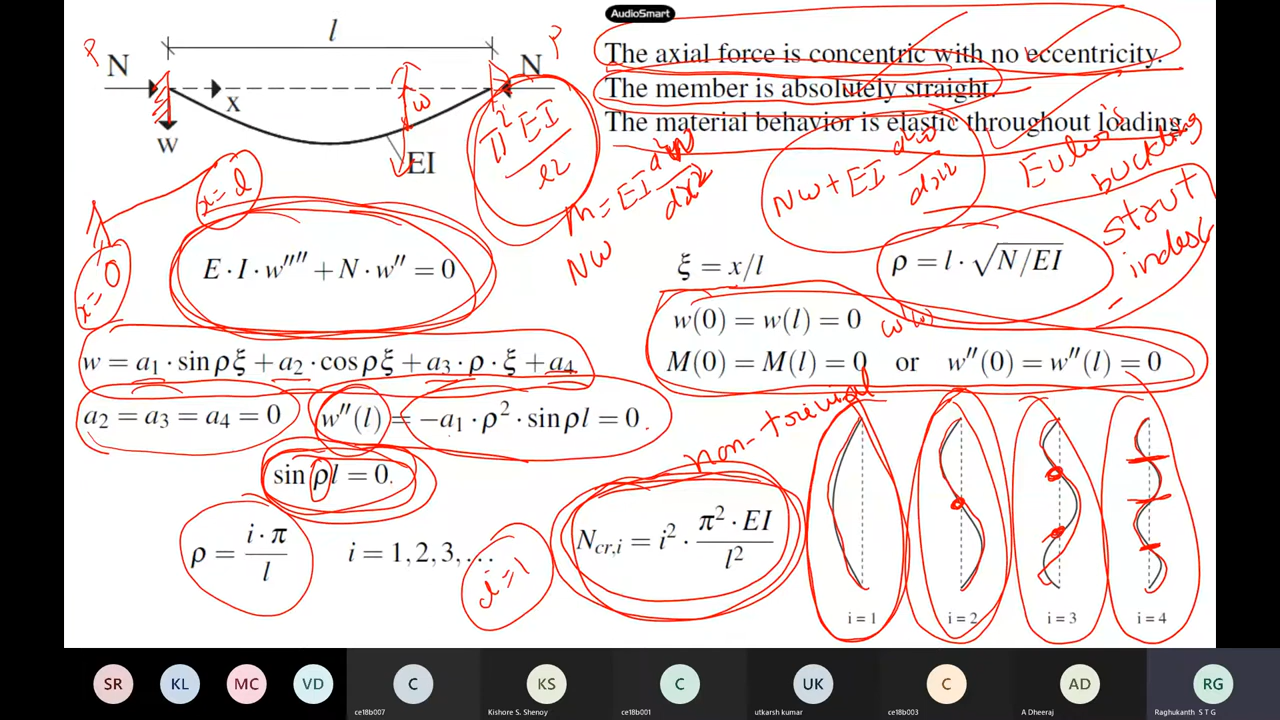 AudioSmart
l
P
P
N
N
x
w
w
EI
π² EI
l²
The axial force is concentric with no eccentricity.
The member is absolutely straight.
The material behavior is elastic throughout loading.
Euler's
buckling
strut
index
x = l
x = 0
M = EI d²w
dx²
Nw
Nw + EI d²w
dx²
E · I · w'''' + N · w'' = 0
ξ = x/l
ρ = l · √N/EI
w(0) = w(l) = 0
M(0) = M(l) = 0 or w''(0) = w''(l) = 0
w = a₁ · sin ρξ + a₂ · cos ρξ + a₃ · ρ · ξ + a₄
a₂ = a₃ = a₄ = 0
w''(l) = −a₁ · ρ² · sin ρl = 0.
sin ρl = 0.
non-trivial
ρ = i · π
l
i = 1,2,3,...
i=1
Ncr,i = i² · π² · EI
l²
i = 1
i = 2
i = 3
i = 4
SR
KL
MC
VD
C
KS
C
UK
C
AD
RG
ce18b007
Kishore S. Shenoy
ce18b001
utkarsh kumar
ce18b003
A Dheeraj
Raghukanth S T G